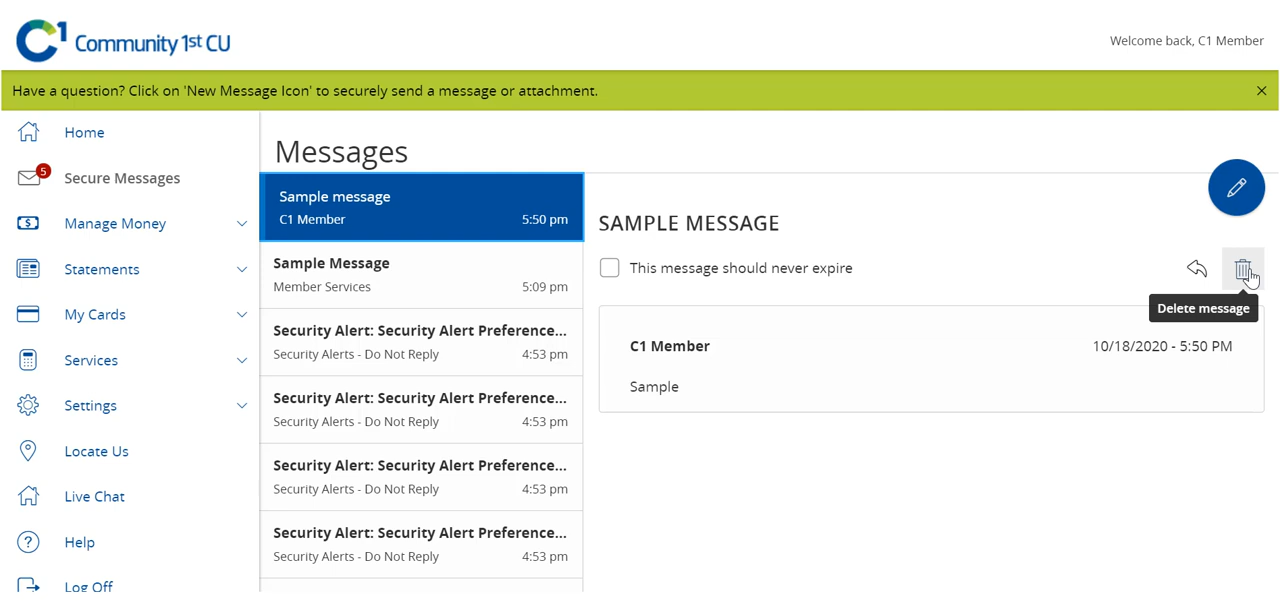 C1 Community 1st CU
Welcome back, C1 Member
Have a question? Click on 'New Message Icon' to securely send a message or attachment.
Home
5
Secure Messages
Manage Money
Statements
My Cards
Services
Settings
Locate Us
Live Chat
Help
Log Off
Messages
Sample message
C1 Member 5:50 pm
Sample Message
Member Services 5:09 pm
Security Alert: Security Alert Preference...
Security Alerts - Do Not Reply 4:53 pm
Security Alert: Security Alert Preference...
Security Alerts - Do Not Reply 4:53 pm
Security Alert: Security Alert Preference...
Security Alerts - Do Not Reply 4:53 pm
Security Alert: Security Alert Preference...
Security Alerts - Do Not Reply 4:53 pm
SAMPLE MESSAGE
This message should never expire
Delete message
C1 Member 10/18/2020 - 5:50 PM
Sample